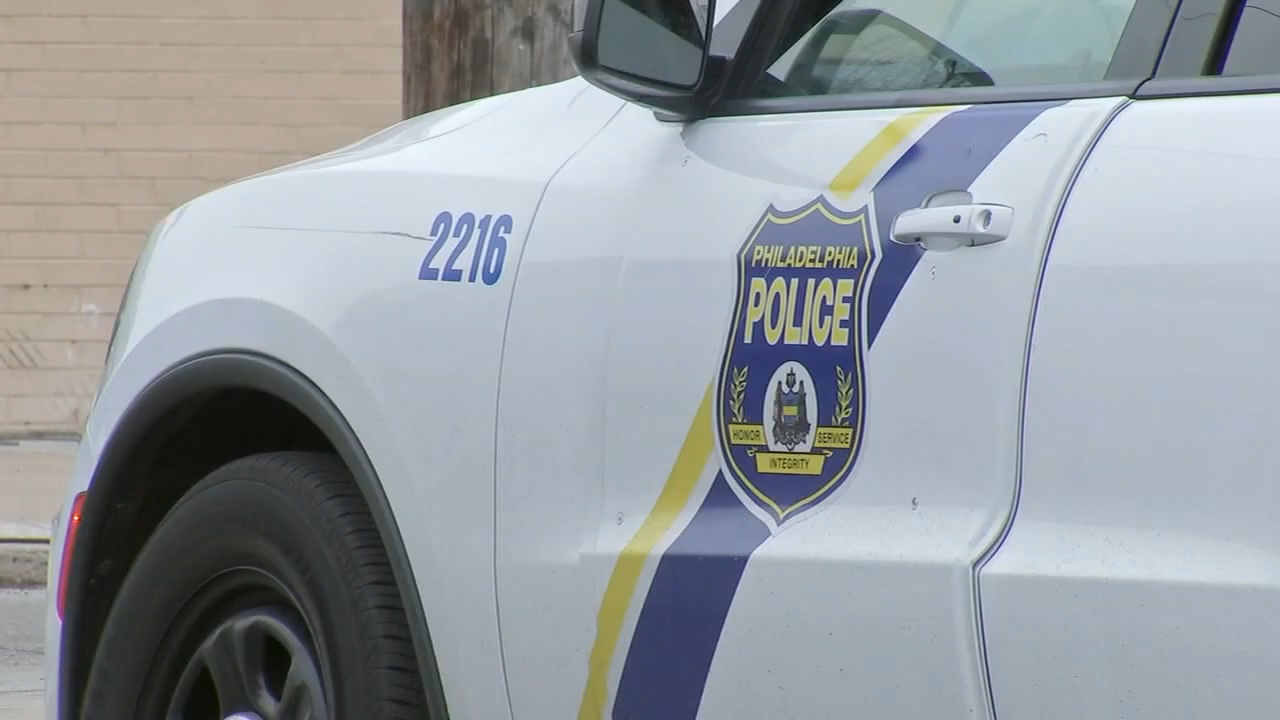 2216
PHILADELPHIA
POLICE
HONOR SERVICE
INTEGRITY